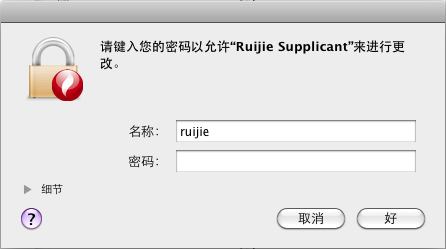 请键入您的密码以允许“Ruijie Supplicant”来进行更
改。
名称： ruijie
密码：
细节
?
取消 好